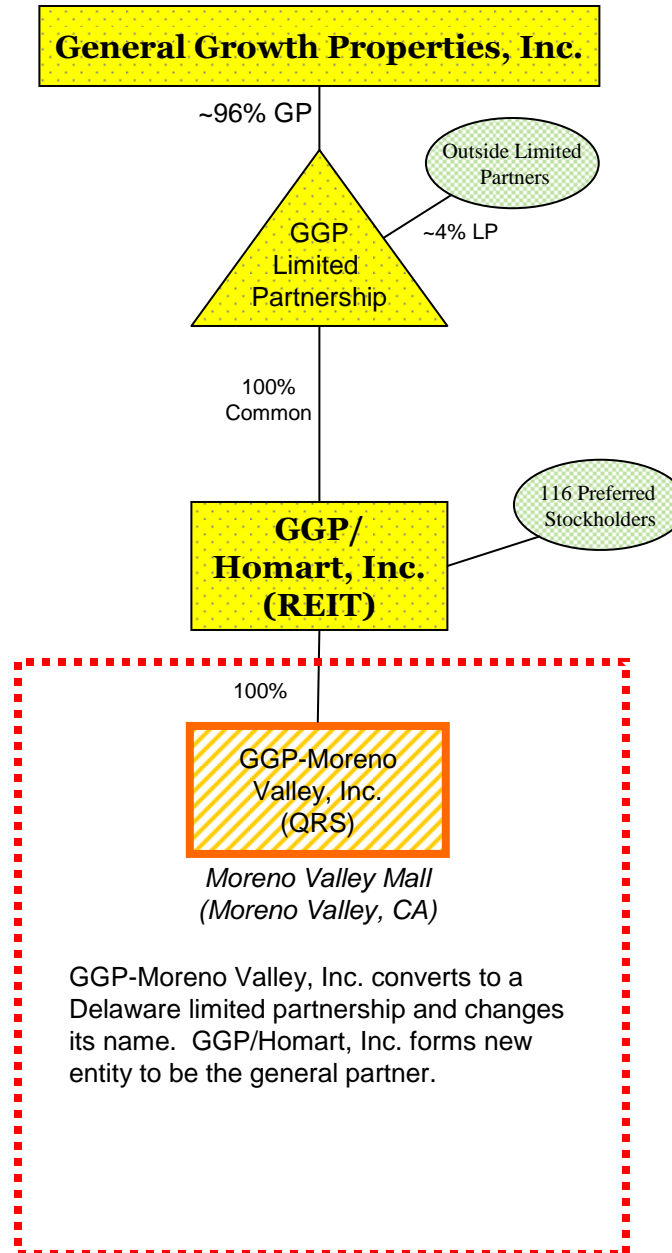 General Growth Properties, Inc.
~96% GP
Outside Limited
Partners
~4% LP
GGP
Limited
Partnership
100%
Common
116 Preferred
Stockholders
GGP/
Homart, Inc.
(REIT)
100%
GGP-Moreno
Valley, Inc.
(QRS)
Moreno Valley Mall
(Moreno Valley, CA)
GGP-Moreno Valley, Inc. converts to a
Delaware limited partnership and changes
its name.  GGP/Homart, Inc. forms new
entity to be the general partner.